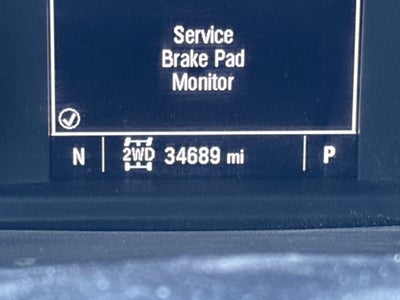 Service
Brake Pad
Monitor
N 2WD 34689 mi P